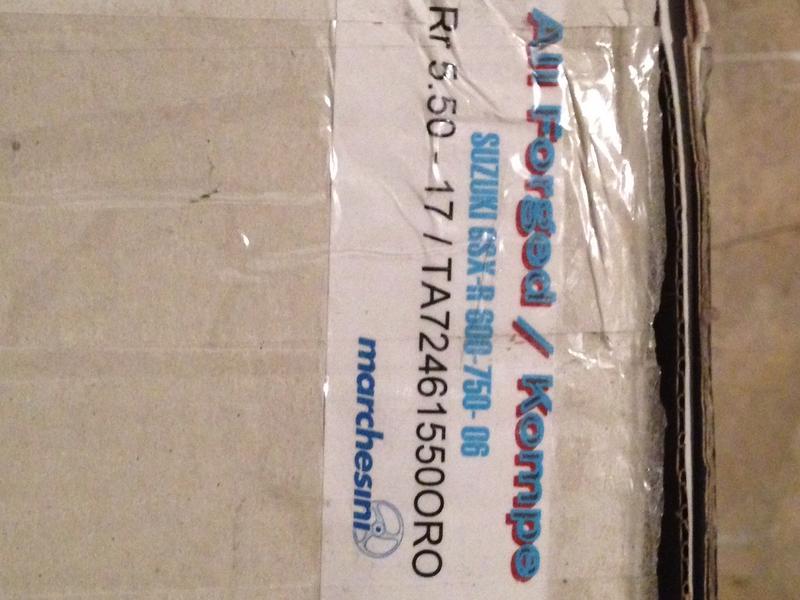 All Forged / Kompe
SUZUKI GSX-R 600-750- 06
Rr 5.50 - 17 / TA72461550ORO
marchesini